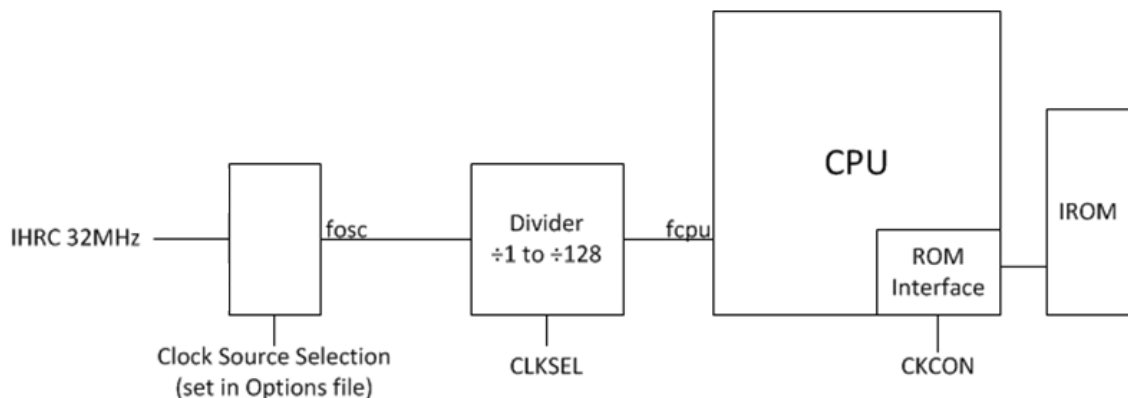 IHRC 32MHz
fosc
Divider
÷1 to ÷128
fcpu
CPU
ROM
Interface
IROM
Clock Source Selection
(set in Options file)
CLKSEL
CKCON